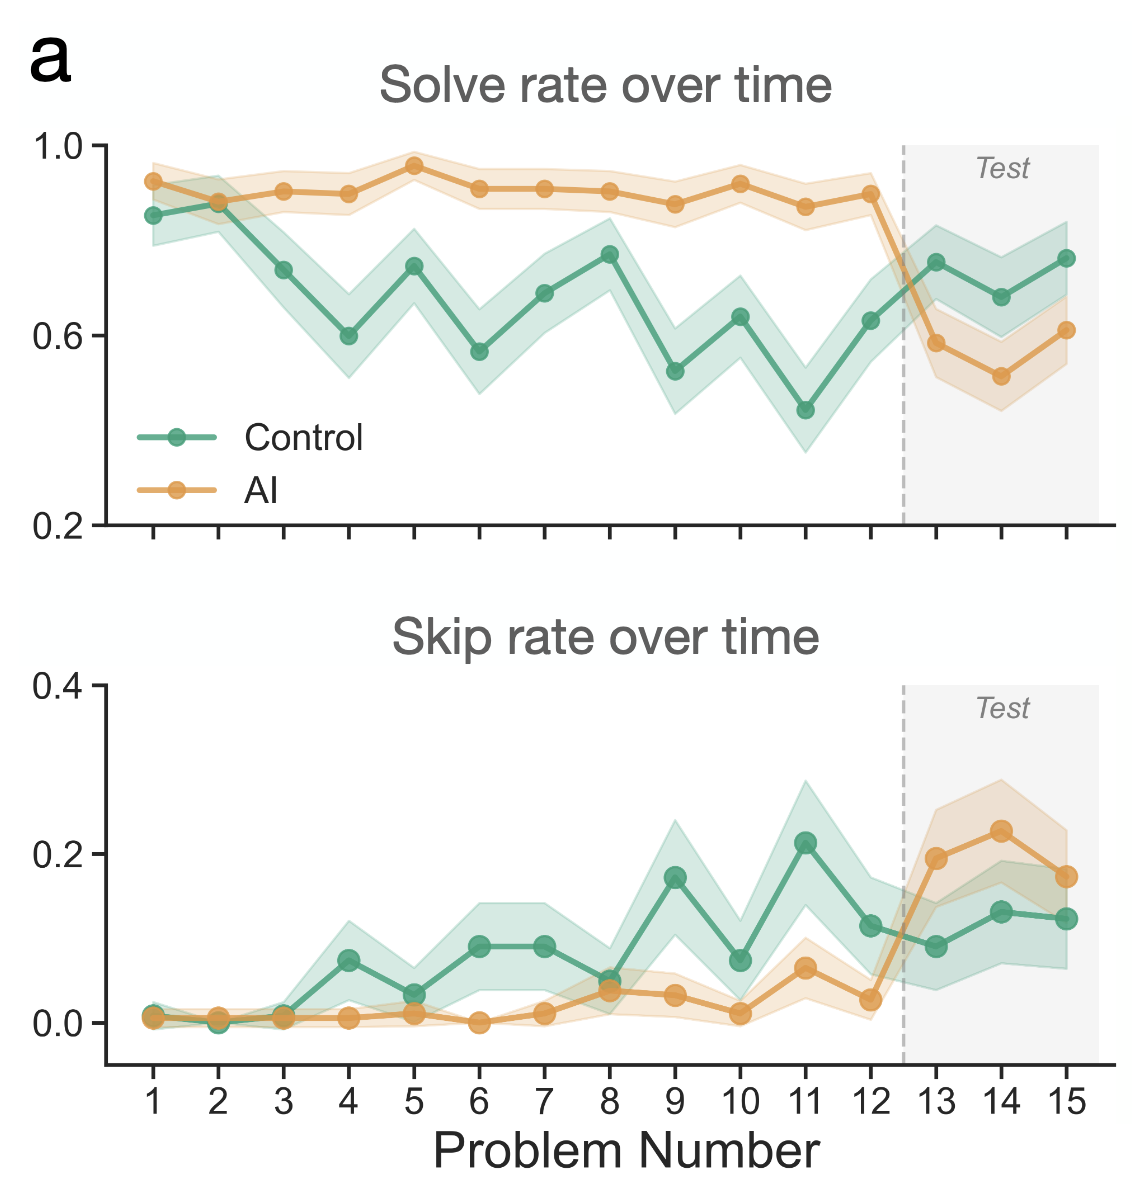 a
Solve rate over time
1.0
Test
0.6
Control
AI
0.2
Skip rate over time
0.4
Test
0.2
0.0
1 2 3 4 5 6 7 8 9 10 11 12 13 14 15
Problem Number